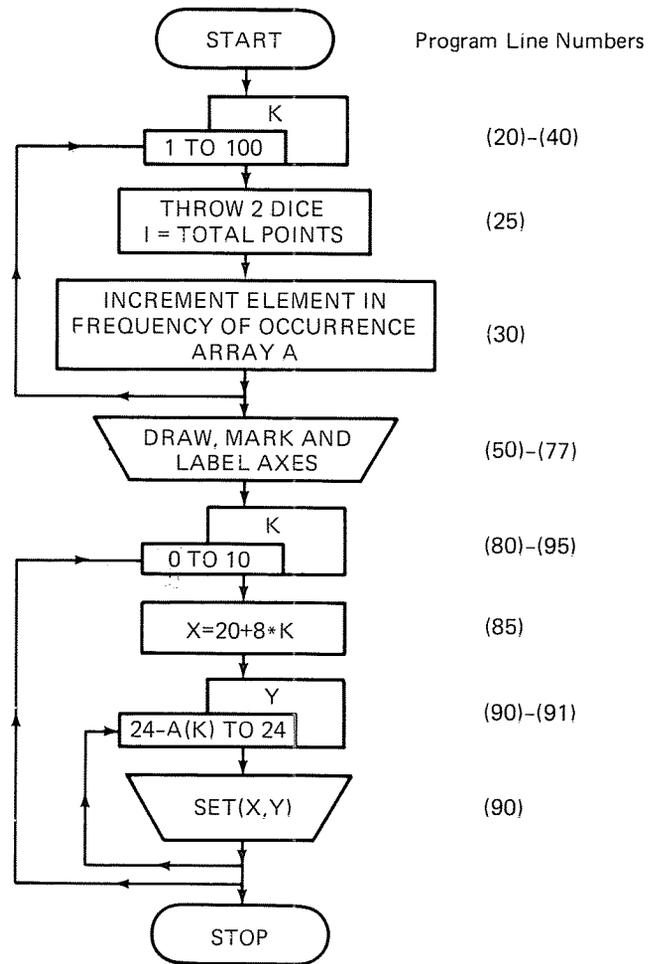 START
Program Line Numbers
K
1 TO 100
(20)–(40)
THROW 2 DICE
I = TOTAL POINTS
(25)
INCREMENT ELEMENT IN
FREQUENCY OF OCCURRENCE
ARRAY A
(30)
DRAW, MARK AND
LABEL AXES
(50)–(77)
K
0 TO 10
(80)–(95)
X=20+8*K
(85)
Y
24–A(K) TO 24
(90)–(91)
SET(X,Y)
(90)
STOP